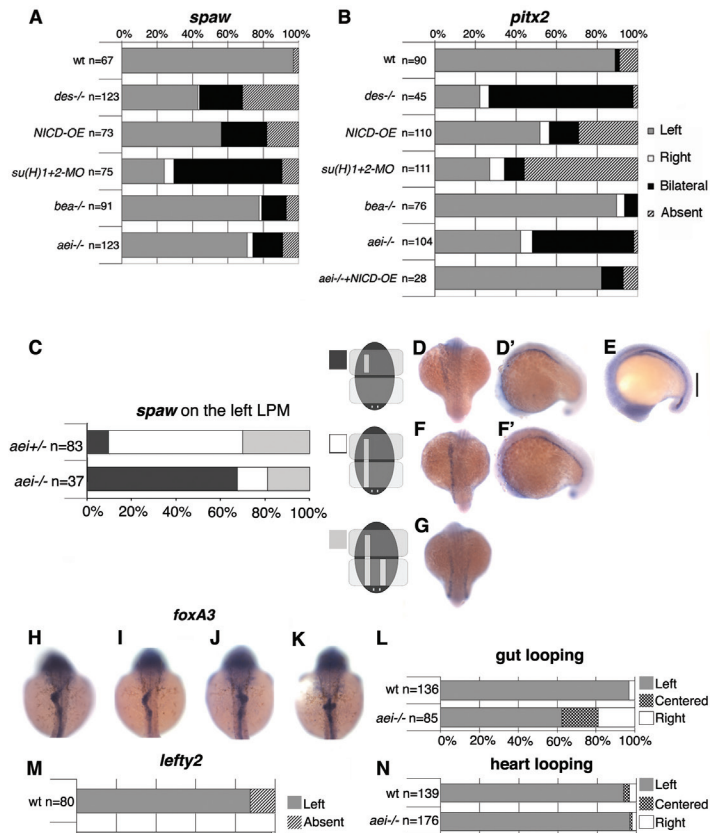 A
spaw
0% 20% 40% 60% 80% 100%
wt n=67
des-/- n=123
NICD-OE n=73
su(H)1+2-MO n=75
bea-/- n=91
aei-/- n=123
B
pitx2
0% 20% 40% 60% 80% 100%
wt n=90
des-/- n=45
NICD-OE n=110
su(H)1+2-MO n=111
bea-/- n=76
aei-/- n=104
aei-/-+NICD-OE n=28
Left
Right
Bilateral
Absent
C
spaw on the left LPM
aei+/- n=83
aei-/- n=37
0% 20% 40% 60% 80% 100%
D D' E
F F'
G
foxA3
H I J K
L
gut looping
wt n=136
aei-/- n=85
0% 20% 40% 60% 80% 100%
Left
Centered
Right
M
lefty2
wt n=80
Left
Absent
N
heart looping
wt n=139
aei-/- n=176
Left
Centered
Right